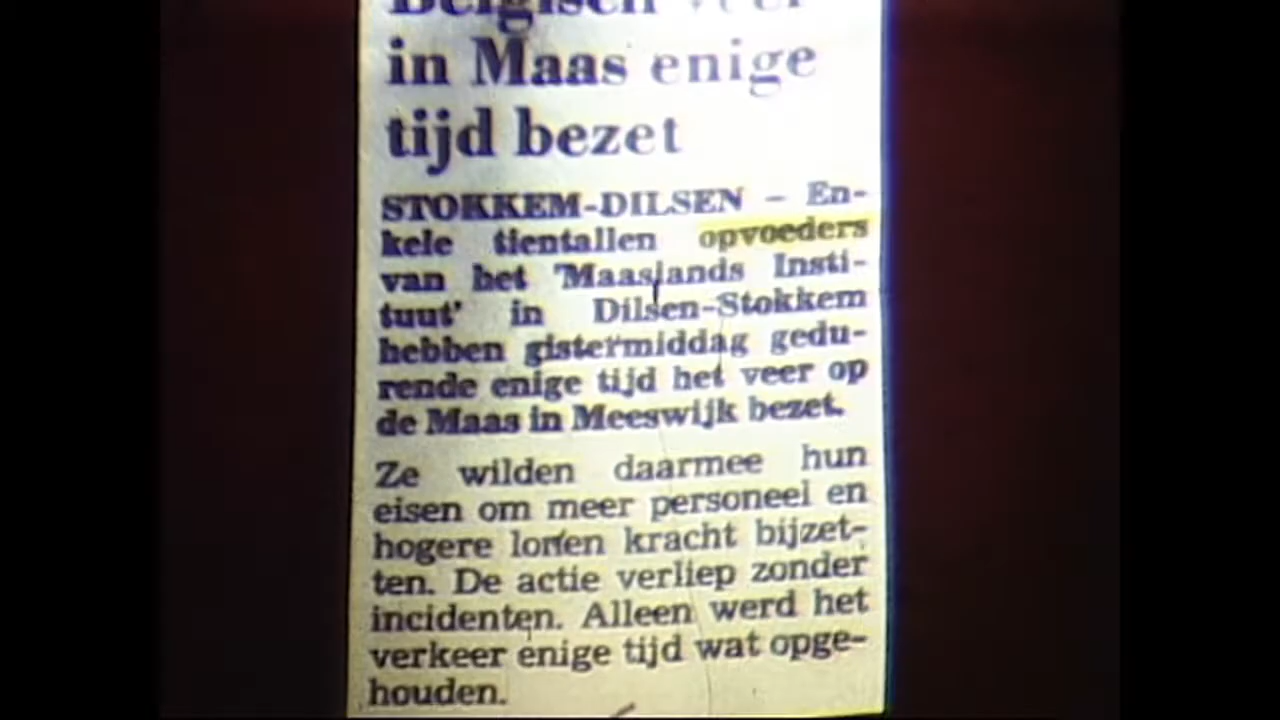 Belgisch veer
in Maas enige
tijd bezet
STOKKEM-DILSEN – En-
kele tientallen opvoeders
van het 'Maaslands Insti-
tuut' in Dilsen-Stokkem
hebben gistermiddag gedu-
rende enige tijd het veer op
de Maas in Meeswijk bezet.
Ze wilden daarmee hun
eisen om meer personeel en
hogere lonen kracht bijzet-
ten. De actie verliep zonder
incidenten. Alleen werd het
verkeer enige tijd wat opge-
houden.